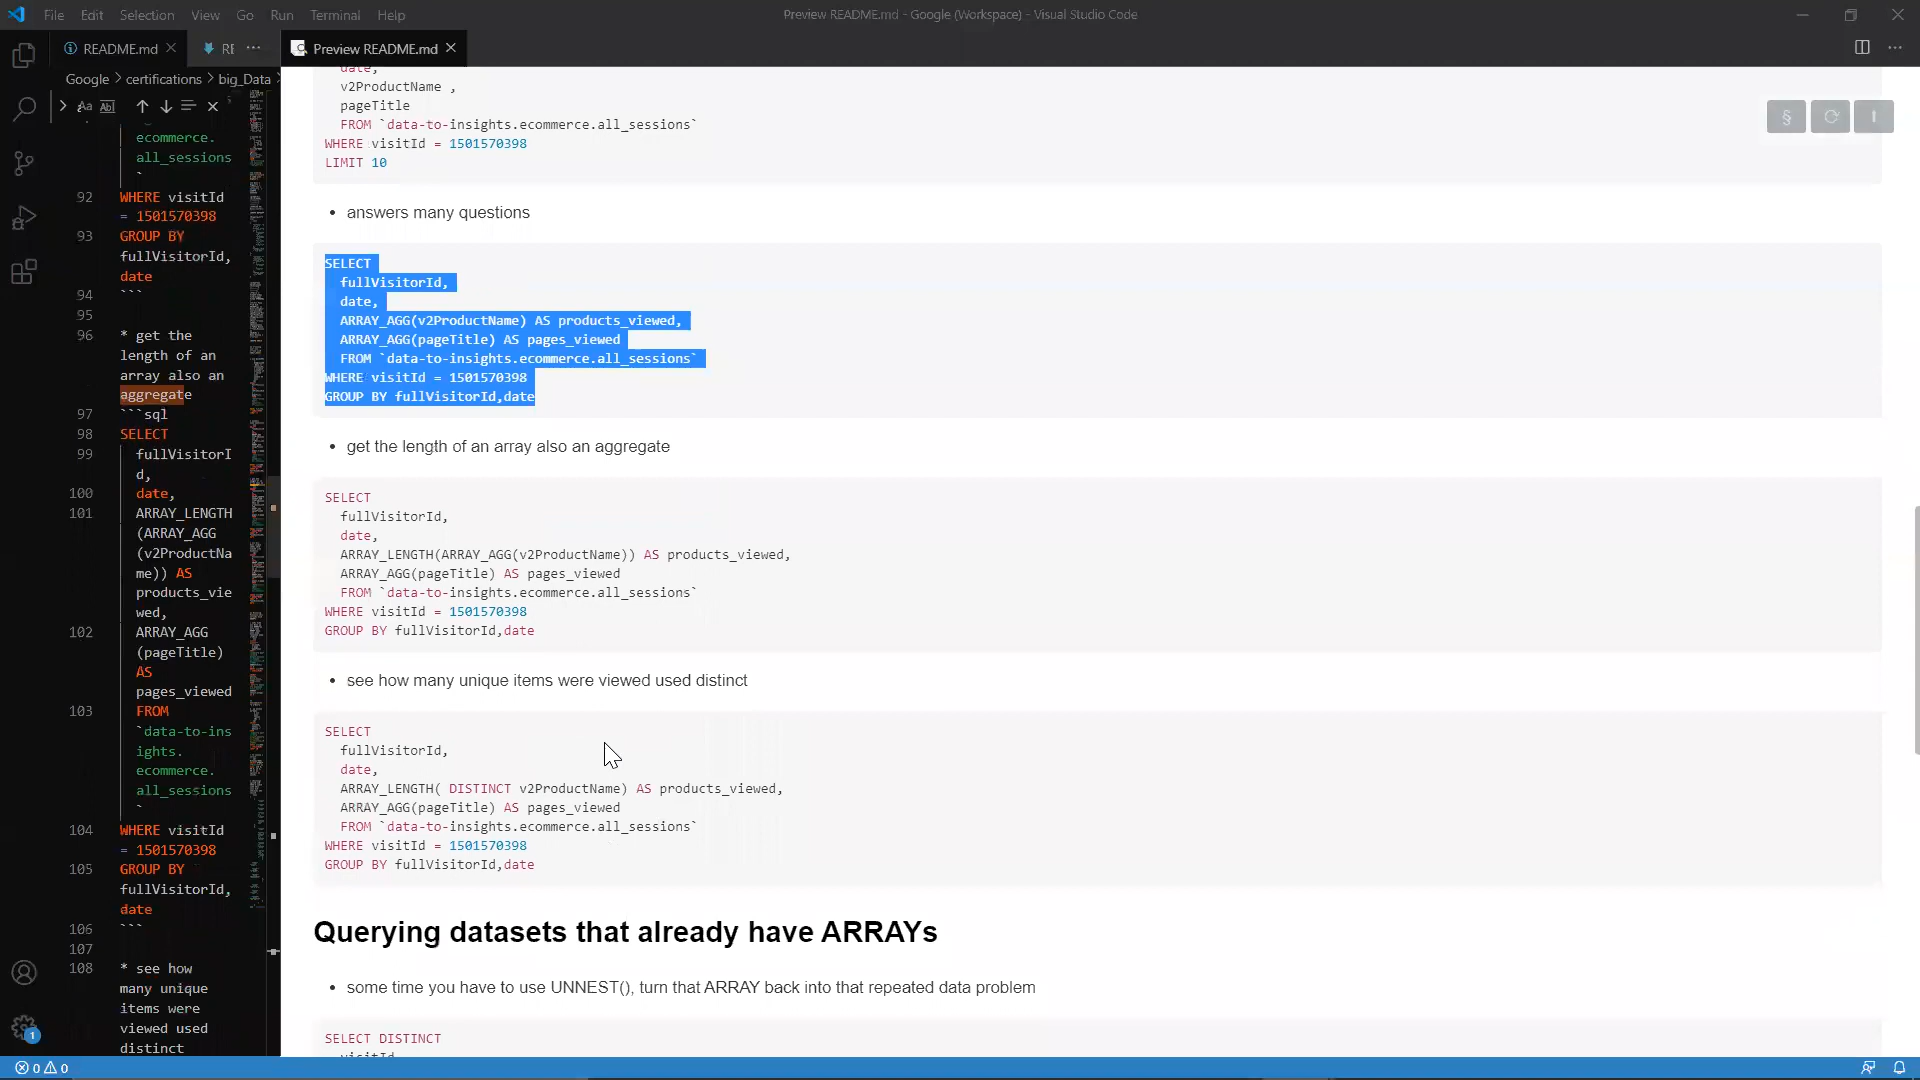 File Edit Selection View Go Run Terminal Help
Preview README.md - Google (Workspace) - Visual Studio Code
README.md
RE
Preview README.md
Google > certifications > big_Data
ecommerce.
all_sessions
`
92 WHERE visitId
= 1501570398
93 GROUP BY
fullVisitorId,
date
94 ```
95
96 * get the
length of an
array also an
aggregate
97 ```sql
98 SELECT
99 fullVisitorI
d,
100 date,
101 ARRAY_LENGTH
(ARRAY_AGG
(v2ProductNa
me)) AS
products_vie
wed,
102 ARRAY_AGG
(pageTitle)
AS
pages_viewed
103 FROM
`data-to-ins
ights.
ecommerce.
all_sessions
`
104 WHERE visitId
= 1501570398
105 GROUP BY
fullVisitorId,
date
106 ```
107
108 * see how
many unique
items were
viewed used
distinct
date,
v2ProductName ,
pageTitle
FROM `data-to-insights.ecommerce.all_sessions`
WHERE visitId = 1501570398
LIMIT 10
• answers many questions
SELECT
fullVisitorId,
date,
ARRAY_AGG(v2ProductName) AS products_viewed,
ARRAY_AGG(pageTitle) AS pages_viewed
FROM `data-to-insights.ecommerce.all_sessions`
WHERE visitId = 1501570398
GROUP BY fullVisitorId,date
• get the length of an array also an aggregate
SELECT
fullVisitorId,
date,
ARRAY_LENGTH(ARRAY_AGG(v2ProductName)) AS products_viewed,
ARRAY_AGG(pageTitle) AS pages_viewed
FROM `data-to-insights.ecommerce.all_sessions`
WHERE visitId = 1501570398
GROUP BY fullVisitorId,date
• see how many unique items were viewed used distinct
SELECT
fullVisitorId,
date,
ARRAY_LENGTH( DISTINCT v2ProductName) AS products_viewed,
ARRAY_AGG(pageTitle) AS pages_viewed
FROM `data-to-insights.ecommerce.all_sessions`
WHERE visitId = 1501570398
GROUP BY fullVisitorId,date
Querying datasets that already have ARRAYs
• some time you have to use UNNEST(), turn that ARRAY back into that repeated data problem
SELECT DISTINCT
visitId
1
0 0